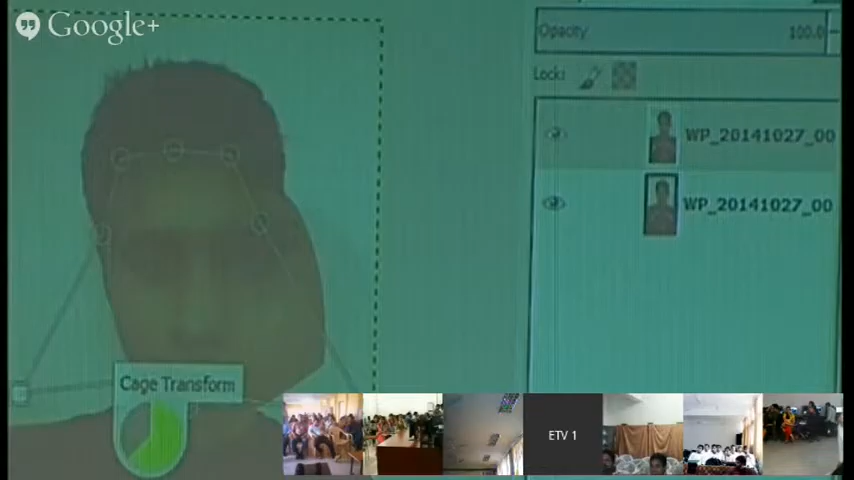 Google+
Opacity 100.0
Lock:
WP_20141027_00
WP_20141027_00
Cage Transform
ETV 1